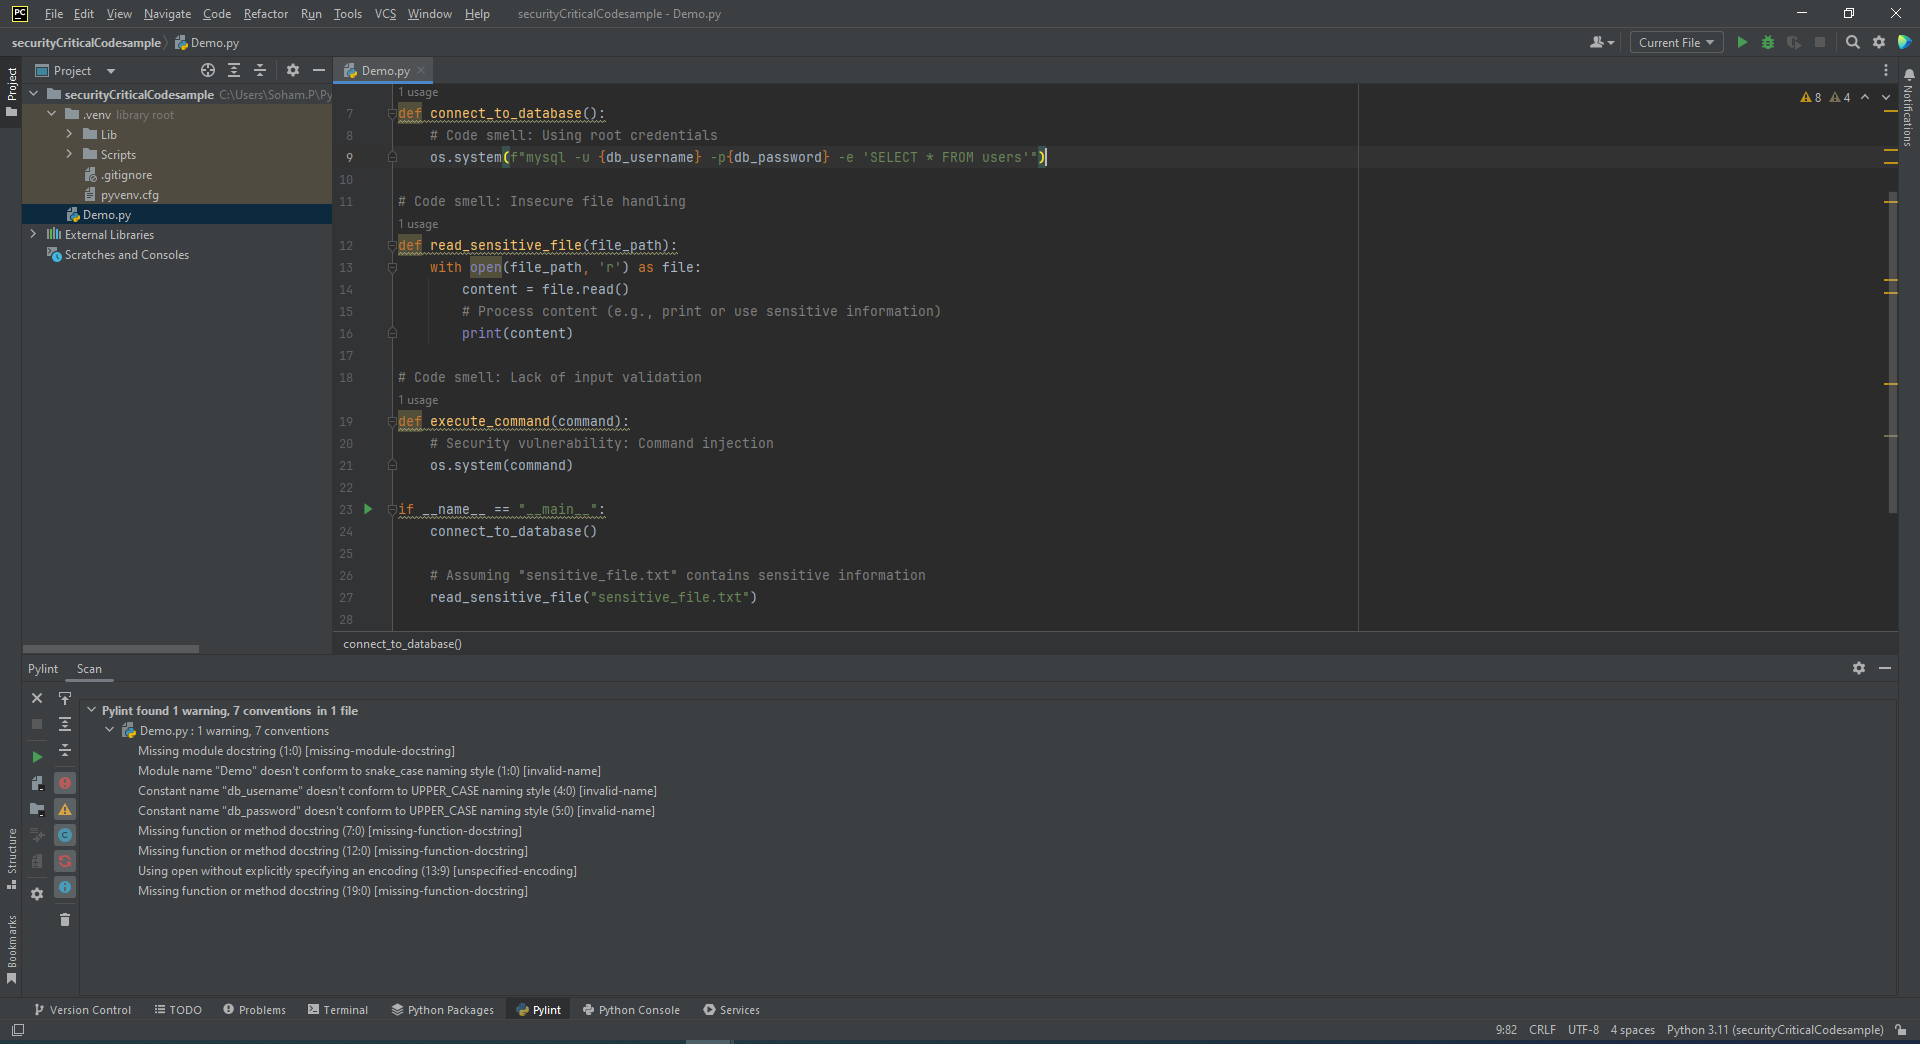 PC File Edit View Navigate Code Refactor Run Tools VCS Window Help securityCriticalCodesample - Demo.py
securityCriticalCodesample Demo.py Current File
Project
Project
Demo.py
Notifications
securityCriticalCodesample C:\Users\Soham.P\Py
.venv library root
Lib
Scripts
.gitignore
pyvenv.cfg
Demo.py
External Libraries
Scratches and Consoles
8 4
1 usage
7 def connect_to_database():
8 # Code smell: Using root credentials
9 os.system(f"mysql -u {db_username} -p{db_password} -e 'SELECT * FROM users'")
10
11 # Code smell: Insecure file handling
1 usage
12 def read_sensitive_file(file_path):
13 with open(file_path, 'r') as file:
14 content = file.read()
15 # Process content (e.g., print or use sensitive information)
16 print(content)
17
18 # Code smell: Lack of input validation
1 usage
19 def execute_command(command):
20 # Security vulnerability: Command injection
21 os.system(command)
22
23 if __name__ == "__main__":
24 connect_to_database()
25
26 # Assuming "sensitive_file.txt" contains sensitive information
27 read_sensitive_file("sensitive_file.txt")
28
connect_to_database()
Pylint Scan
Pylint found 1 warning, 7 conventions in 1 file
Demo.py : 1 warning, 7 conventions
Missing module docstring (1:0) [missing-module-docstring]
Module name "Demo" doesn't conform to snake_case naming style (1:0) [invalid-name]
Constant name "db_username" doesn't conform to UPPER_CASE naming style (4:0) [invalid-name]
Constant name "db_password" doesn't conform to UPPER_CASE naming style (5:0) [invalid-name]
Missing function or method docstring (7:0) [missing-function-docstring]
Missing function or method docstring (12:0) [missing-function-docstring]
Using open without explicitly specifying an encoding (13:9) [unspecified-encoding]
Missing function or method docstring (19:0) [missing-function-docstring]
Structure
Bookmarks
Version Control TODO Problems Terminal Python Packages Pylint Python Console Services
9:82 CRLF UTF-8 4 spaces Python 3.11 (securityCriticalCodesample)